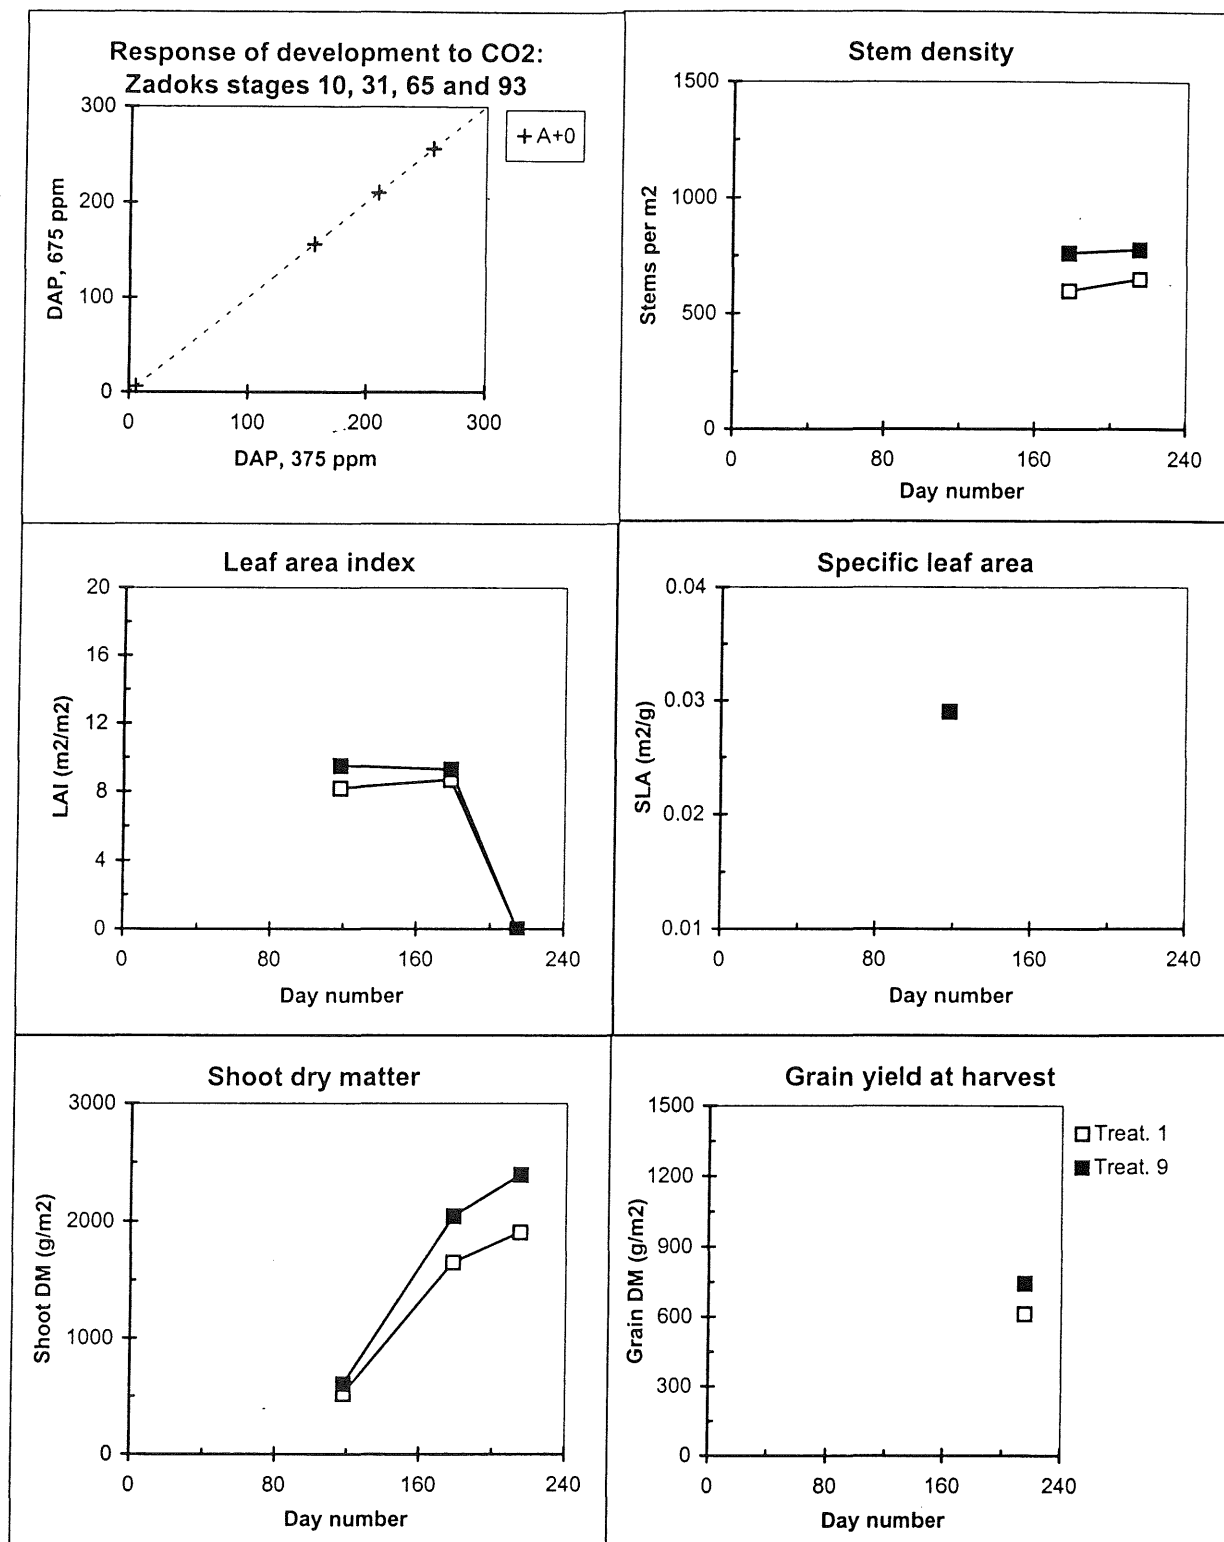 Response of development to CO2:
Zadoks stages 10, 31, 65 and 93
300
200
100
0
DAP, 675 ppm
0 100 200 300
DAP, 375 ppm
+ A+0
Stem density
1500
1000
500
0
Stems per m2
0 80 160 240
Day number
Leaf area index
20
16
12
8
4
0
LAI (m2/m2)
0 80 160 240
Day number
Specific leaf area
0.04
0.03
0.02
0.01
SLA (m2/g)
0 80 160 240
Day number
Shoot dry matter
3000
2000
1000
0
Shoot DM (g/m2)
0 80 160 240
Day number
Grain yield at harvest
1500
1200
900
600
300
0
Grain DM (g/m2)
0 80 160 240
Day number
Treat. 1
Treat. 9